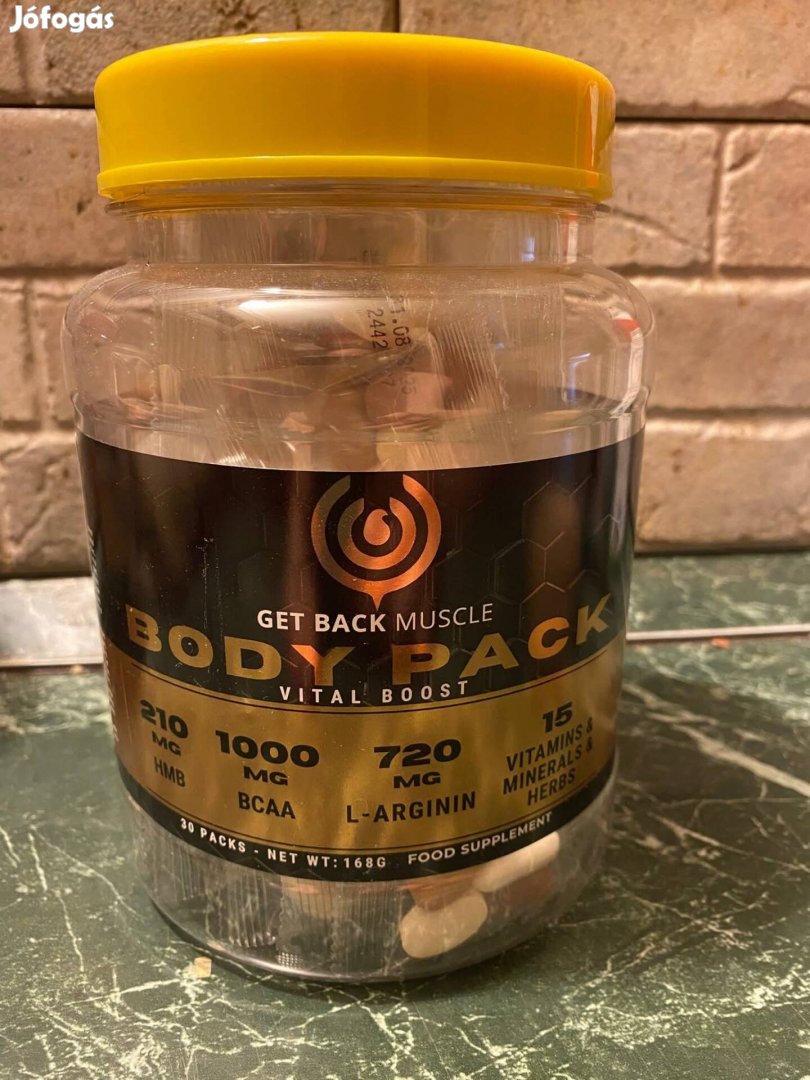 Jófogás
2442
GET BACK MUSCLE
BODY PACK
VITAL BOOST
210
MG
HMB
1000
MG
BCAA
720
MG
L-ARGININ
15
VITAMINS &
MINERALS &
HERBS
30 PACKS - NET WT: 168G FOOD SUPPLEMENT